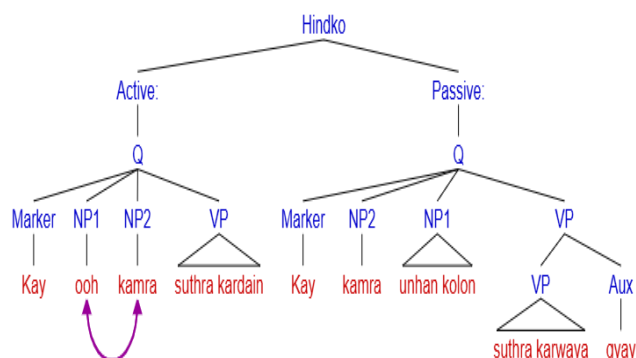 Hindko
Active: Passive:
Q Q
Marker NP1 NP2 VP Marker NP2 NP1 VP
Kay ooh kamra suthra kardain Kay kamra unhan kolon VP Aux
suthra karwaya gyay